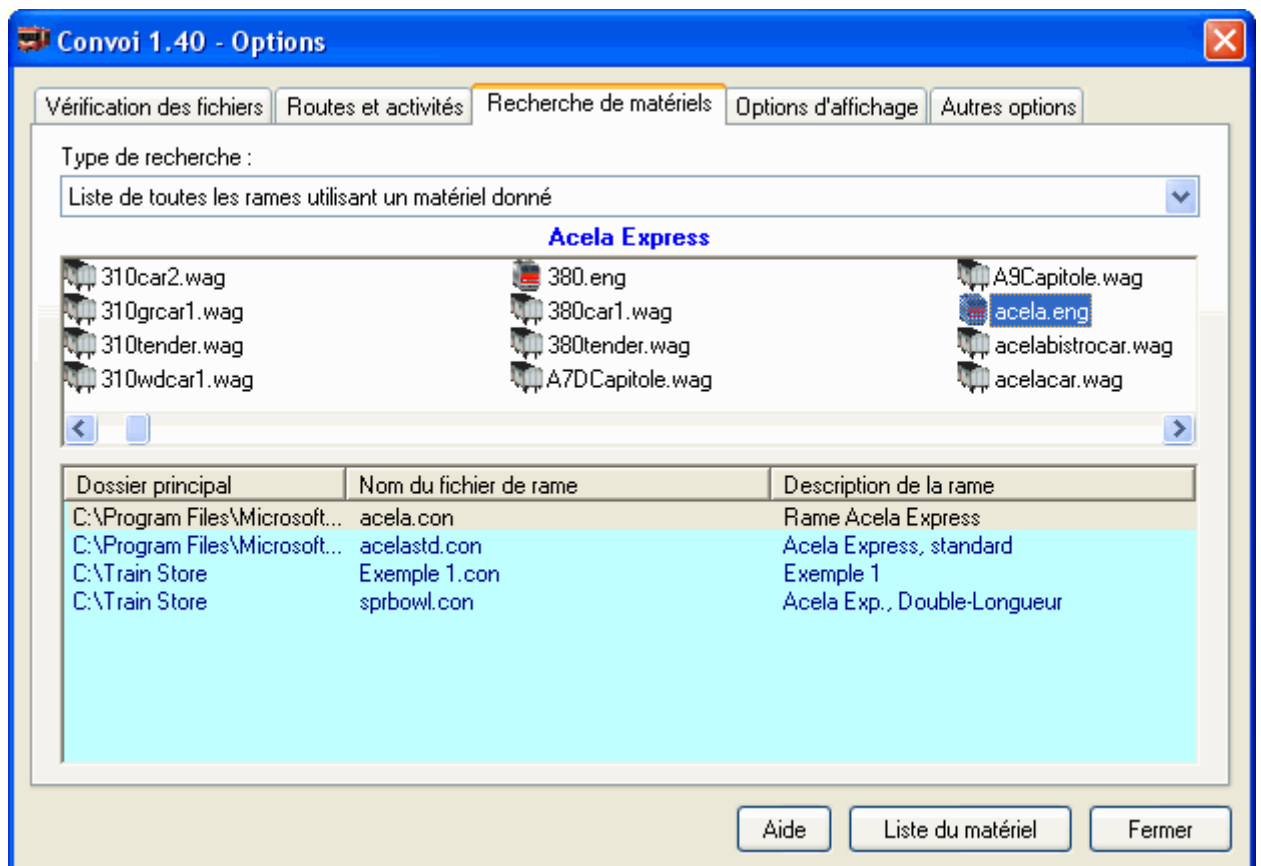 Convoi 1.40 - Options
Vérification des fichiers Routes et activités Recherche de matériels Options d'affichage Autres options
Type de recherche :
Liste de toutes les rames utilisant un matériel donné
Acela Express
310car2.wag 380.eng A9Capitole.wag
310grcar1.wag 380car1.wag acela.eng
310tender.wag 380tender.wag acelabistrocar.wag
310wdcar1.wag A7DCapitole.wag acelacar.wag
Dossier principal Nom du fichier de rame Description de la rame
C:\Program Files\Microsoft... acela.con Rame Acela Express
C:\Program Files\Microsoft... acelastd.con Acela Express, standard
C:\Train Store Exemple 1.con Exemple 1
C:\Train Store sprbowl.con Acela Exp., Double-Longueur
Aide Liste du matériel Fermer